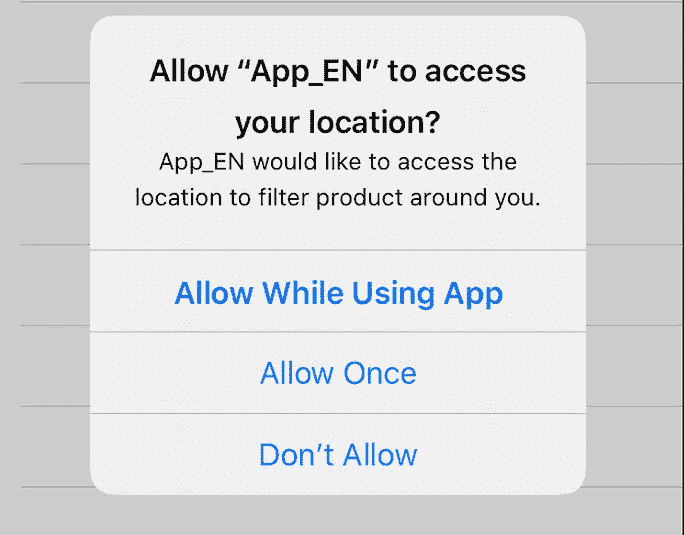 Allow “App_EN” to access
your location?
App_EN would like to access the
location to filter product around you.
Allow While Using App
Allow Once
Don’t Allow